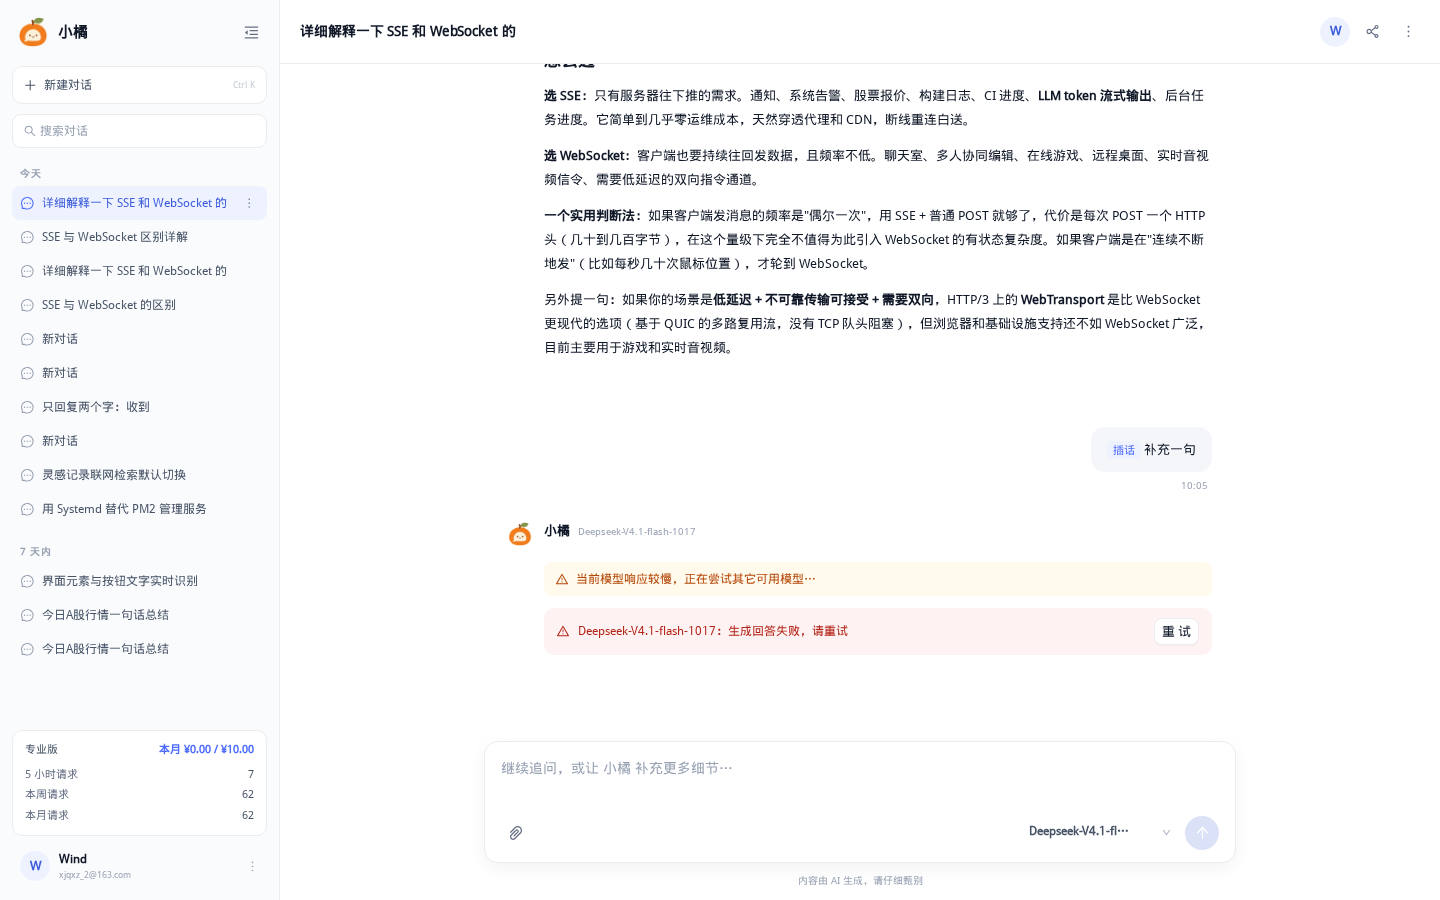 小橘
新建对话
Ctrl K
搜索对话
今天
详细解释一下 SSE 和 WebSocket 的
SSE 与 WebSocket 区别详解
详细解释一下 SSE 和 WebSocket 的
SSE 与 WebSocket 的区别
新对话
新对话
只回复两个字：收到
新对话
灵感记录联网检索默认切换
用 Systemd 替代 PM2 管理服务
7 天内
界面元素与按钮文字实时识别
今日A股行情一句话总结
今日A股行情一句话总结
专业版
本月 ¥0.00 / ¥10.00
5 小时请求
7
本周请求
62
本月请求
62
W
Wind
xjqxz_2@163.com
详细解释一下 SSE 和 WebSocket 的
W
选 SSE：只有服务器往下推的需求。通知、系统告警、股票报价、构建日志、CI 进度、LLM token 流式输出、后台任
务进度。它简单到几乎零运维成本，天然穿透代理和 CDN，断线重连白送。
选 WebSocket：客户端也要持续往回发数据，且频率不低。聊天室、多人协同编辑、在线游戏、远程桌面、实时音视
频信令、需要低延迟的双向指令通道。
一个实用判断法：如果客户端发消息的频率是"偶尔一次"，用 SSE + 普通 POST 就够了，代价是每次 POST 一个 HTTP
头（几十到几百字节），在这个量级下完全不值得为此引入 WebSocket 的有状态复杂度。如果客户端是在"连续不断
地发"（比如每秒几十次鼠标位置），才轮到 WebSocket。
另外提一句：如果你的场景是低延迟 + 不可靠传输可接受 + 需要双向，HTTP/3 上的 WebTransport 是比 WebSocket
更现代的选项（基于 QUIC 的多路复用流，没有 TCP 队头阻塞），但浏览器和基础设施支持还不如 WebSocket 广泛，
目前主要用于游戏和实时音视频。
插话 补充一句
10:05
小橘 Deepseek-V4.1-flash-1017
当前模型响应较慢，正在尝试其它可用模型…
Deepseek-V4.1-flash-1017：生成回答失败，请重试
重 试
继续追问，或让 小橘 补充更多细节…
Deepseek-V4.1-fl…
内容由 AI 生成，请仔细甄别